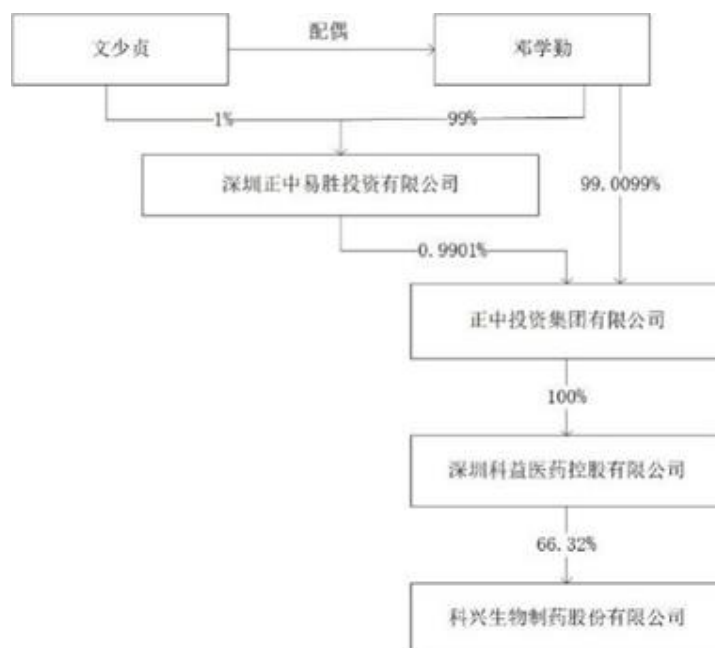 文少贞
配偶
邓学勤
1%
99%
深圳正中易胜投资有限公司
99.0099%
0.9901%
正中投资集团有限公司
100%
深圳科益医药控股有限公司
66.32%
科兴生物制药股份有限公司